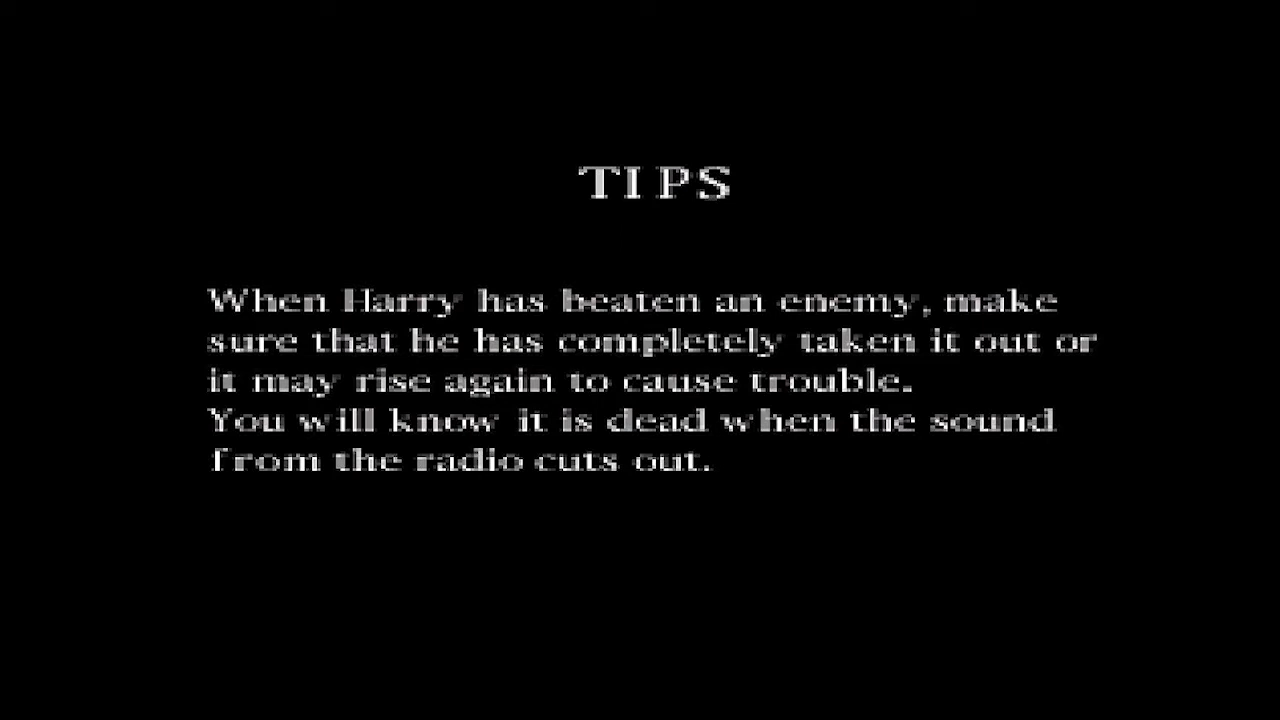 TIPS
When Harry has beaten an enemy, make
sure that he has completely taken it out or
it may rise again to cause trouble.
You will know it is dead when the sound
from the radio cuts out.